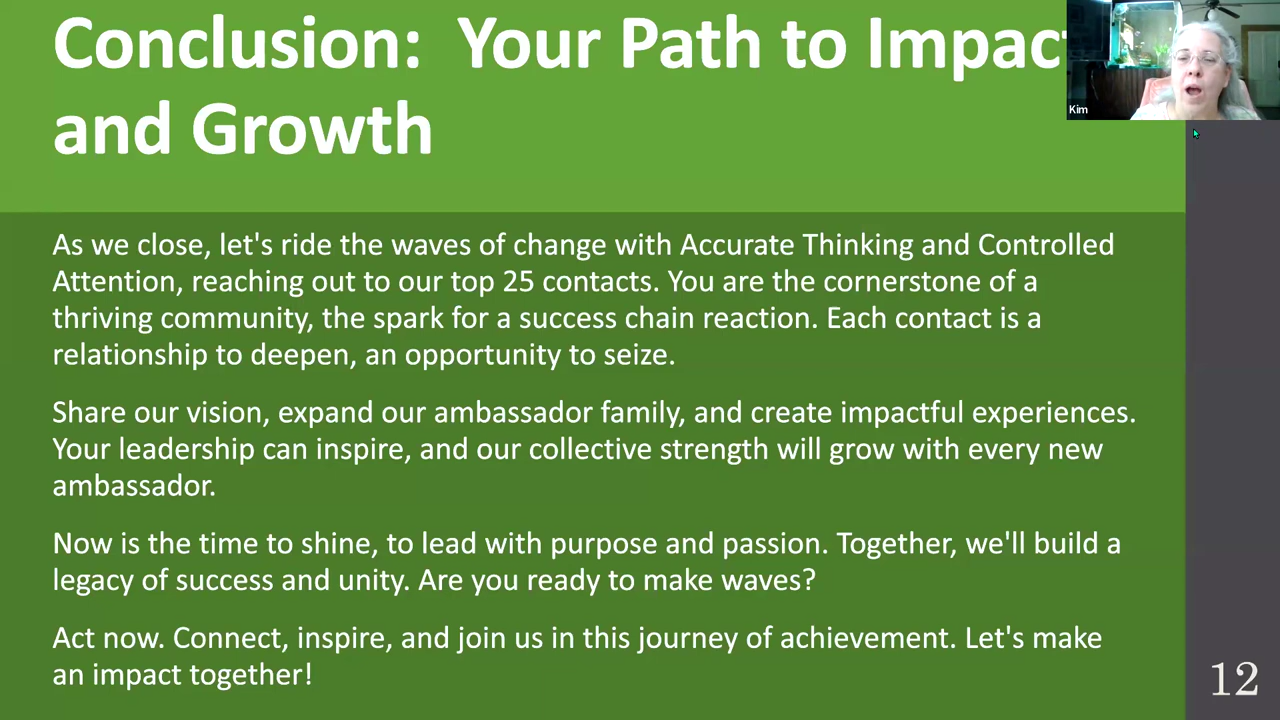 Conclusion:  Your Path to Impact
and Growth
Kim
As we close, let's ride the waves of change with Accurate Thinking and Controlled
Attention, reaching out to our top 25 contacts. You are the cornerstone of a
thriving community, the spark for a success chain reaction. Each contact is a
relationship to deepen, an opportunity to seize.
Share our vision, expand our ambassador family, and create impactful experiences.
Your leadership can inspire, and our collective strength will grow with every new
ambassador.
Now is the time to shine, to lead with purpose and passion. Together, we'll build a
legacy of success and unity. Are you ready to make waves?
Act now. Connect, inspire, and join us in this journey of achievement. Let's make
an impact together!
12